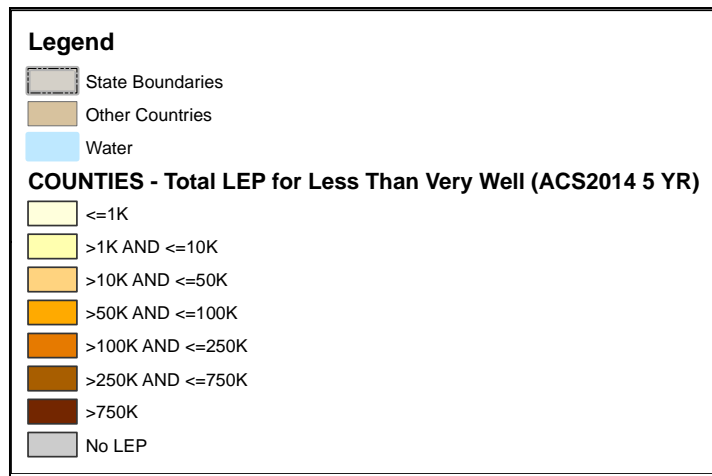 Legend
State Boundaries
Other Countries
Water
COUNTIES - Total LEP for Less Than Very Well (ACS2014 5 YR)
<=1K
>1K AND <=10K
>10K AND <=50K
>50K AND <=100K
>100K AND <=250K
>250K AND <=750K
>750K
No LEP